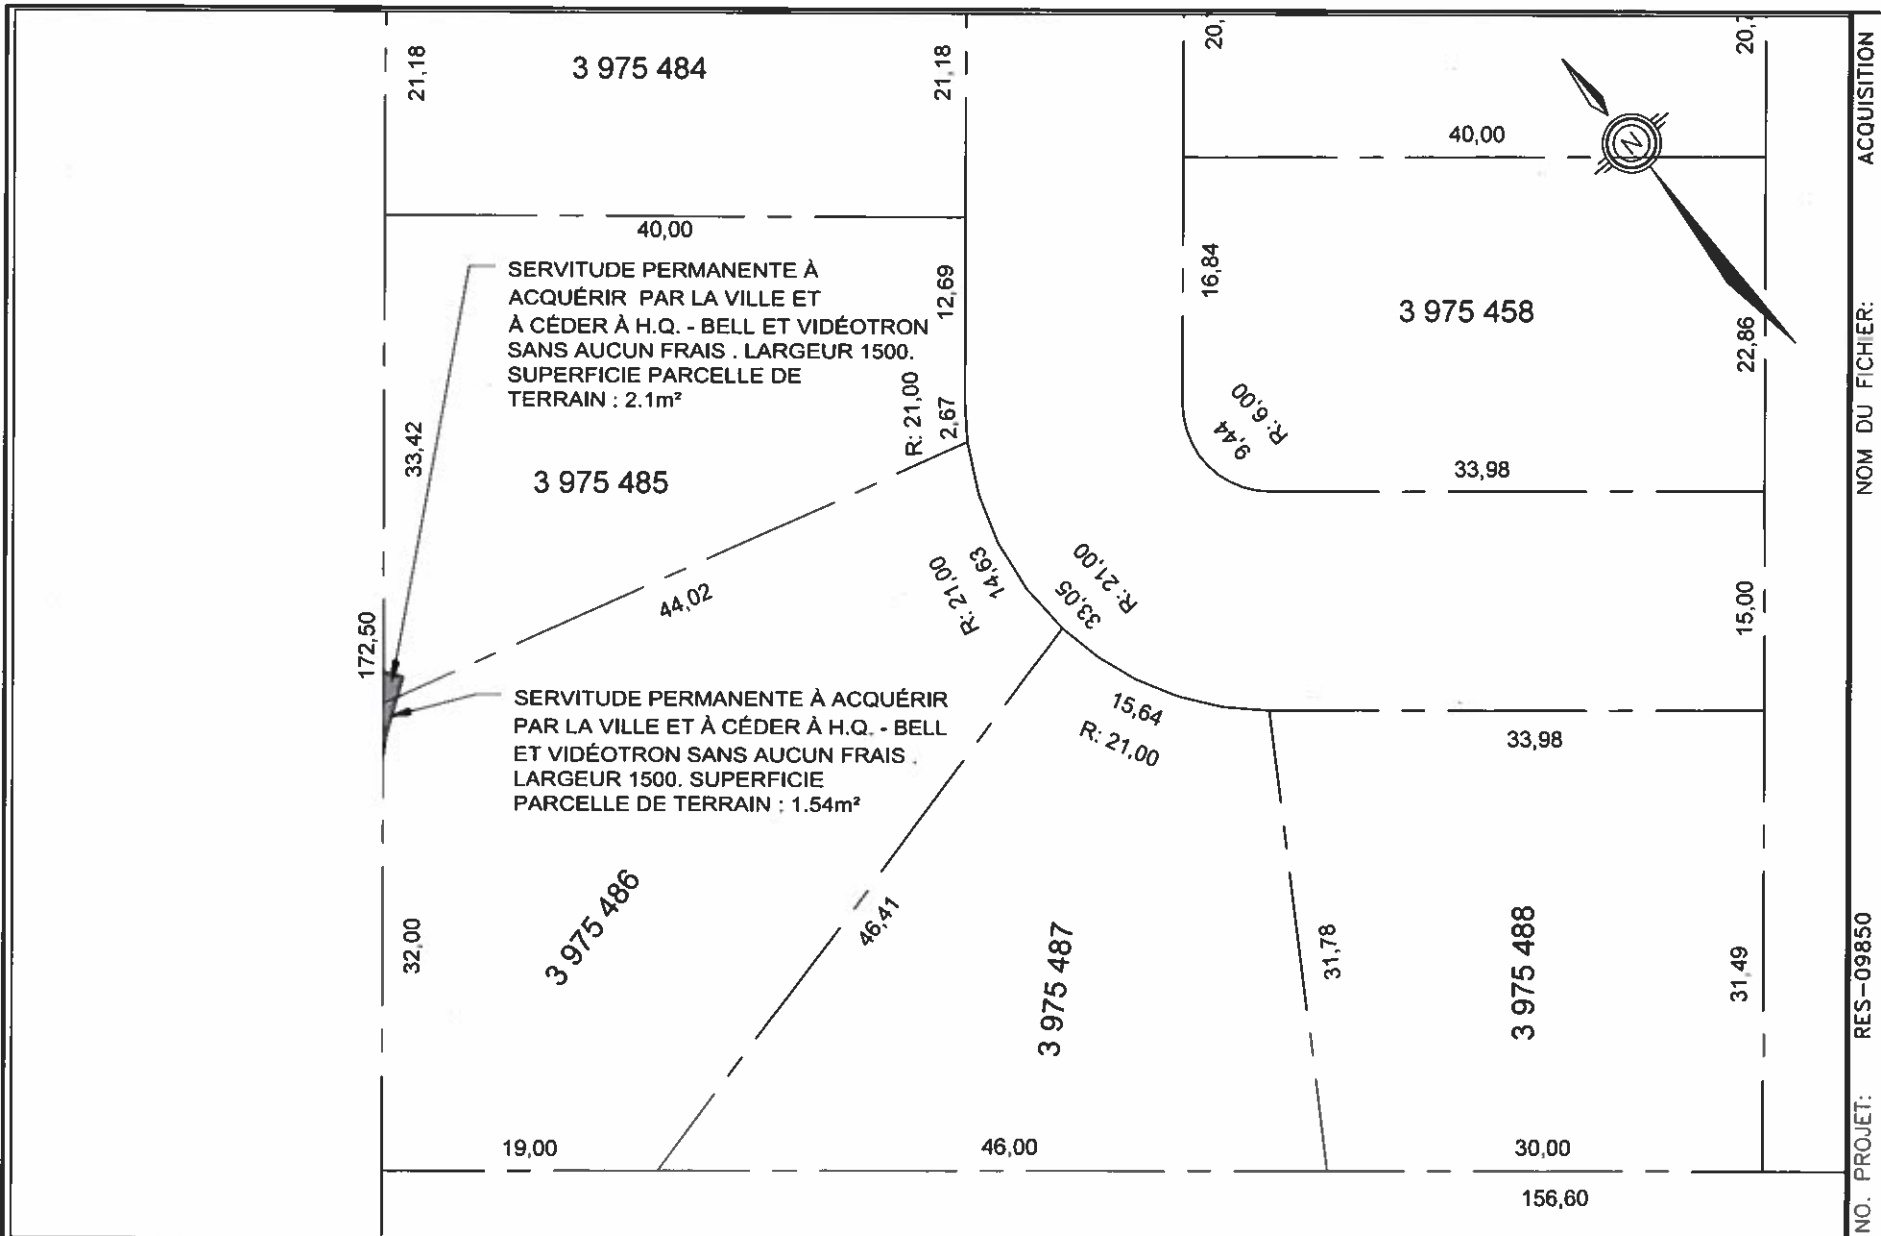 21,18
3 975 484
21,18
20,
20,
40,00
40,00
SERVITUDE PERMANENTE À
ACQUÉRIR PAR LA VILLE ET
À CÉDER À H.Q. - BELL ET VIDÉOTRON
SANS AUCUN FRAIS . LARGEUR 1500.
SUPERFICIE PARCELLE DE
TERRAIN : 2.1m²
12,69
16,84
3 975 458
22,86
N
33,42
R: 21,00
2,67
9,44
R: 6,00
3 975 485
33,98
44,02
R: 21,00
14,63
33,05
R: 21,00
15,00
172,50
SERVITUDE PERMANENTE À ACQUÉRIR
PAR LA VILLE ET À CÉDER À H.Q. - BELL
ET VIDÉOTRON SANS AUCUN FRAIS .
LARGEUR 1500. SUPERFICIE
PARCELLE DE TERRAIN : 1.54m²
15,64
R: 21,00
33,98
32,00
3 975 486
46,41
3 975 487
31,78
3 975 488
31,49
19,00
46,00
30,00
156,60
NO. PROJET: RES-09850
NOM DU FICHIER: ACQUISITION